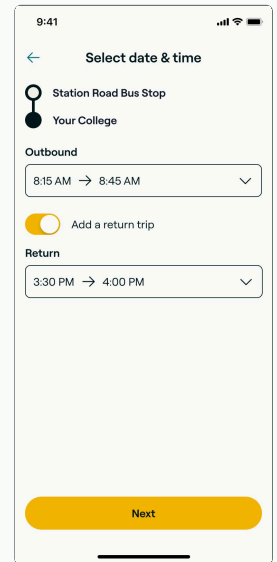 9:41
Select date & time
Station Road Bus Stop
Your College
Outbound
8:15 AM → 8:45 AM
Add a return trip
Return
3:30 PM → 4:00 PM
Next